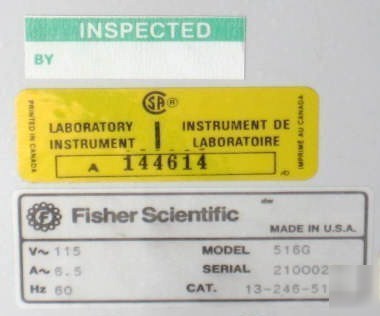 INSPECTED
BY
SA ®
PRINTED IN CANADA
LABORATORY INSTRUMENT DE
INSTRUMENT LABORATOIRE
IMPRIMÉ AU CANADA
A 144614
Fisher Scientific
MADE IN U.S.A.
V~ 115 MODEL 516G
A~ 6.5 SERIAL 210002
Hz 60 CAT. 13-246-51